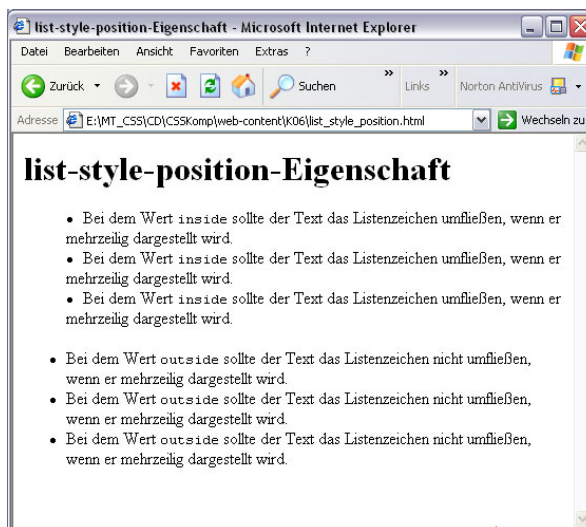 list-style-position-Eigenschaft - Microsoft Internet Explorer
Datei Bearbeiten Ansicht Favoriten Extras ?
Zurück Suchen » Links » Norton AntiVirus
Adresse E:\MT_CSS\CD\CSSKomp\web-content\K06\list_style_position.html Wechseln zu
list-style-position-Eigenschaft
• Bei dem Wert inside sollte der Text das Listenzeichen umfließen, wenn er
mehrzeilig dargestellt wird.
• Bei dem Wert inside sollte der Text das Listenzeichen umfließen, wenn er
mehrzeilig dargestellt wird.
• Bei dem Wert inside sollte der Text das Listenzeichen umfließen, wenn er
mehrzeilig dargestellt wird.
• Bei dem Wert outside sollte der Text das Listenzeichen nicht umfließen,
wenn er mehrzeilig dargestellt wird.
• Bei dem Wert outside sollte der Text das Listenzeichen nicht umfließen,
wenn er mehrzeilig dargestellt wird.
• Bei dem Wert outside sollte der Text das Listenzeichen nicht umfließen,
wenn er mehrzeilig dargestellt wird.